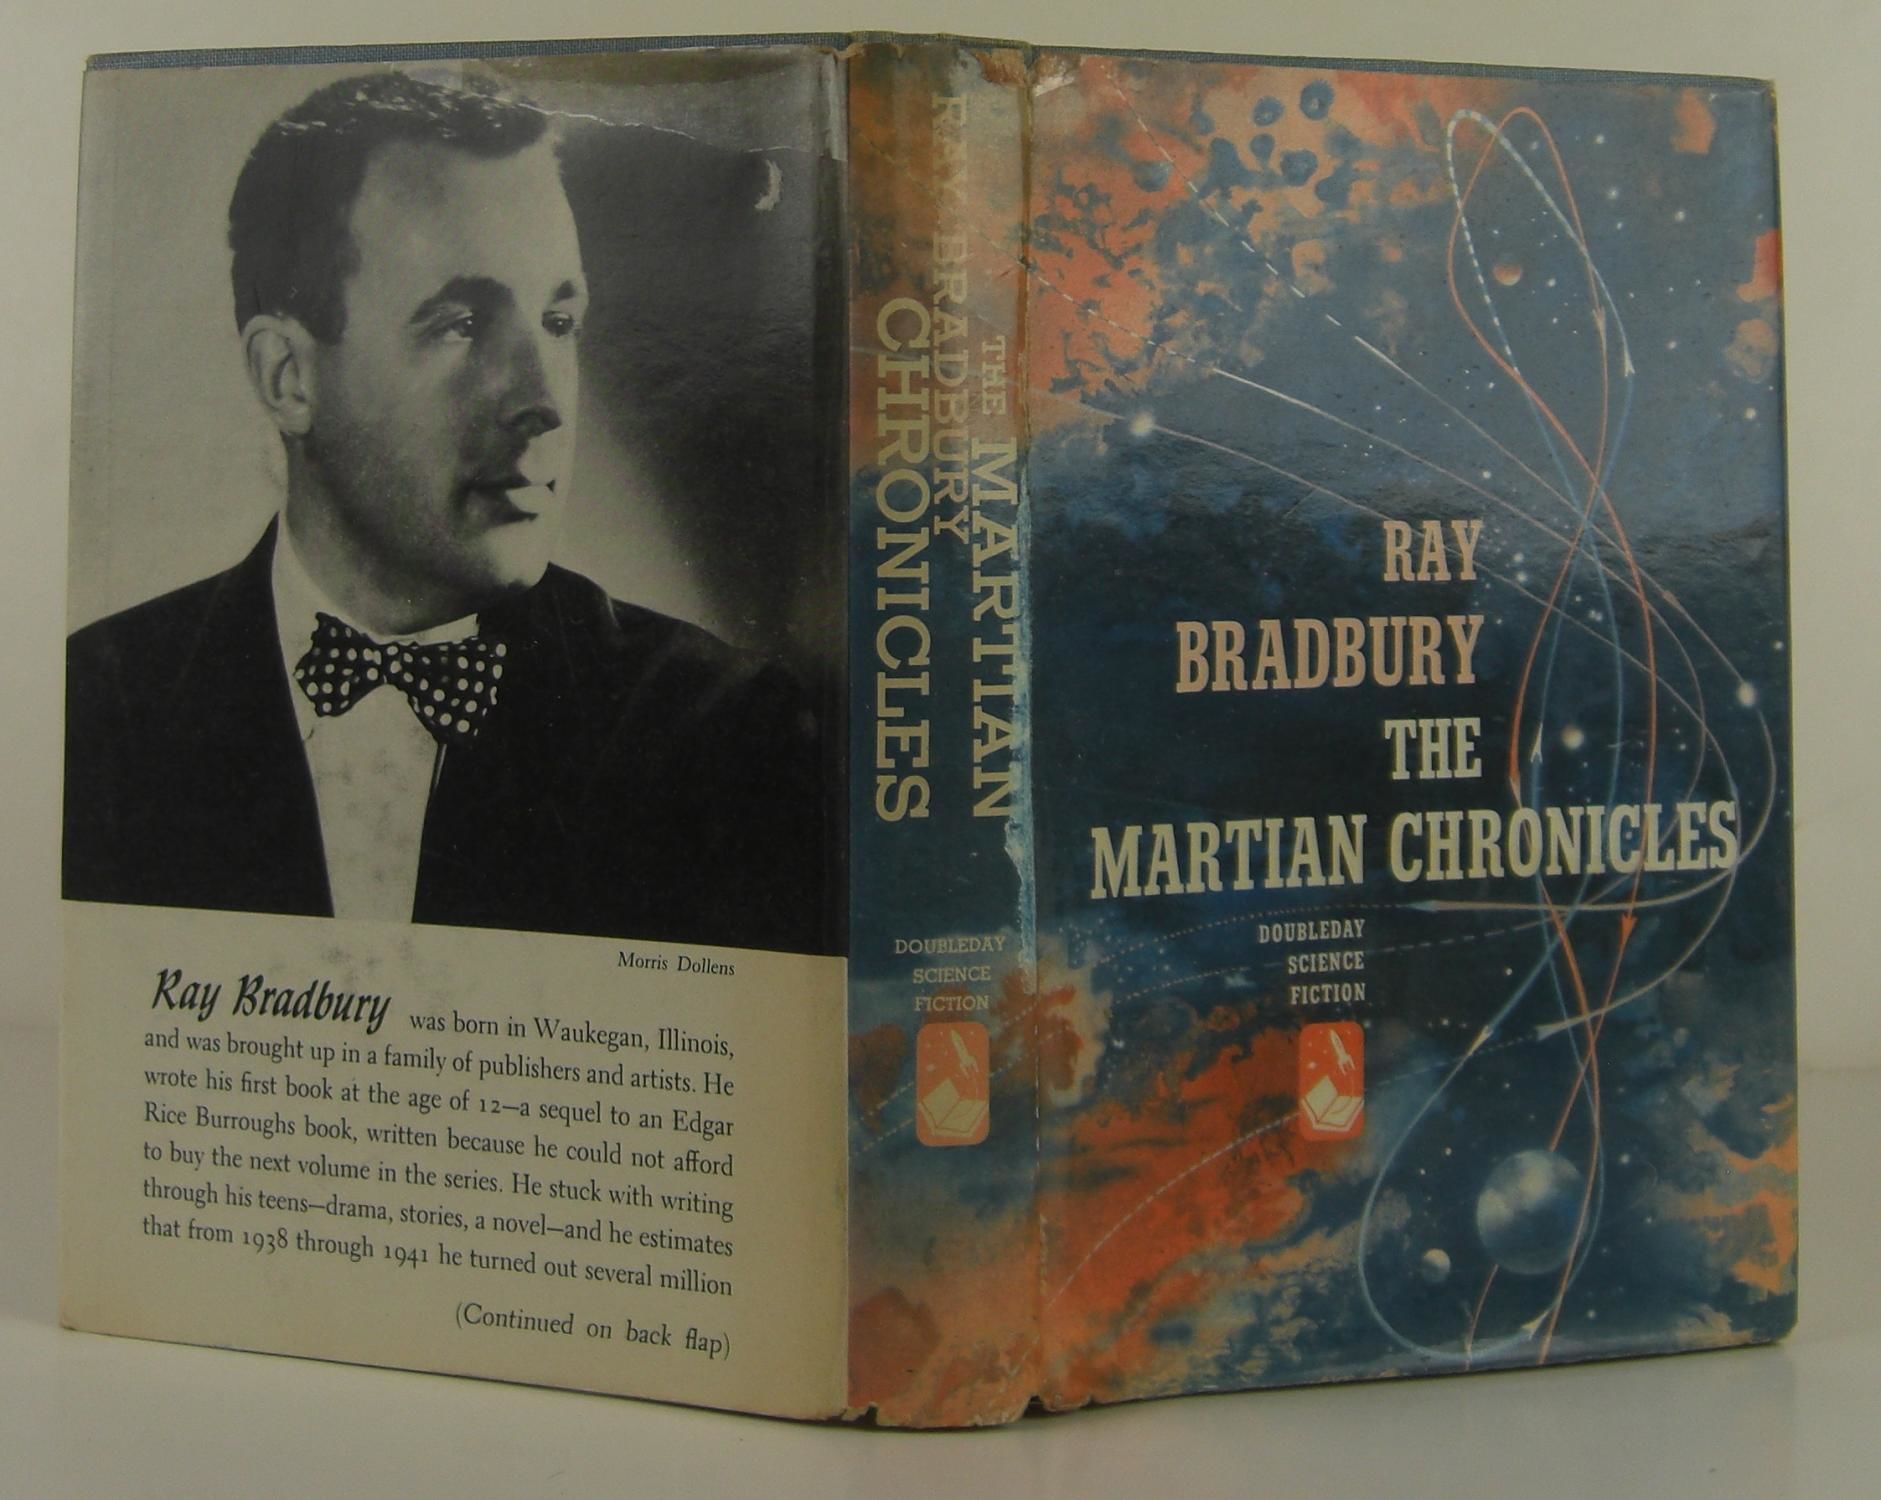 Morris Dollens
Ray Bradbury was born in Waukegan, Illinois,
and was brought up in a family of publishers and artists. He
wrote his first book at the age of 12—a sequel to an Edgar
Rice Burroughs book, written because he could not afford
to buy the next volume in the series. He stuck with writing
through his teens—drama, stories, a novel—and he estimates
that from 1938 through 1941 he turned out several million
(Continued on back flap)
RAY BRADBURY
THE MARTIAN
CHRONICLES
DOUBLEDAY
SCIENCE
FICTION
RAY
BRADBURY
THE
MARTIAN CHRONICLES
DOUBLEDAY
SCIENCE
FICTION